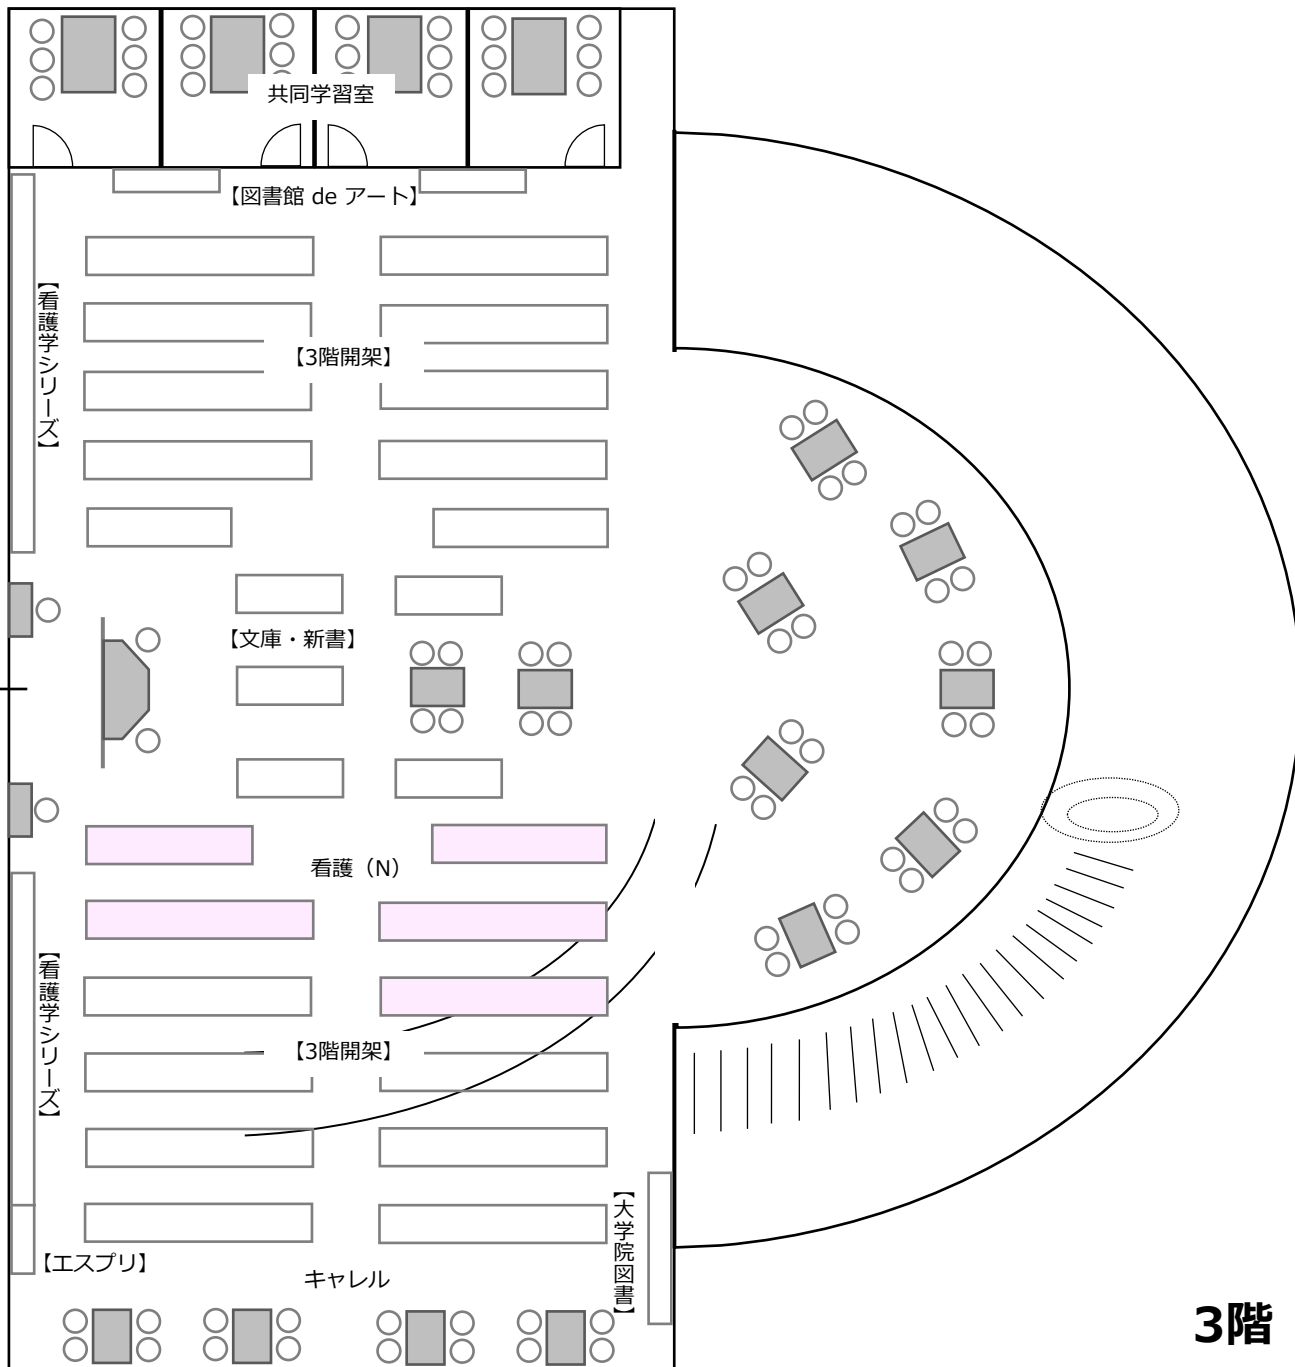 共同学習室
【図書館 de アート】
【看護学シリーズ】
【3階開架】
【文庫・新書】
看護（N）
【看護学シリーズ】
【3階開架】
【大学院図書】
【エスプリ】
キャレル
3階